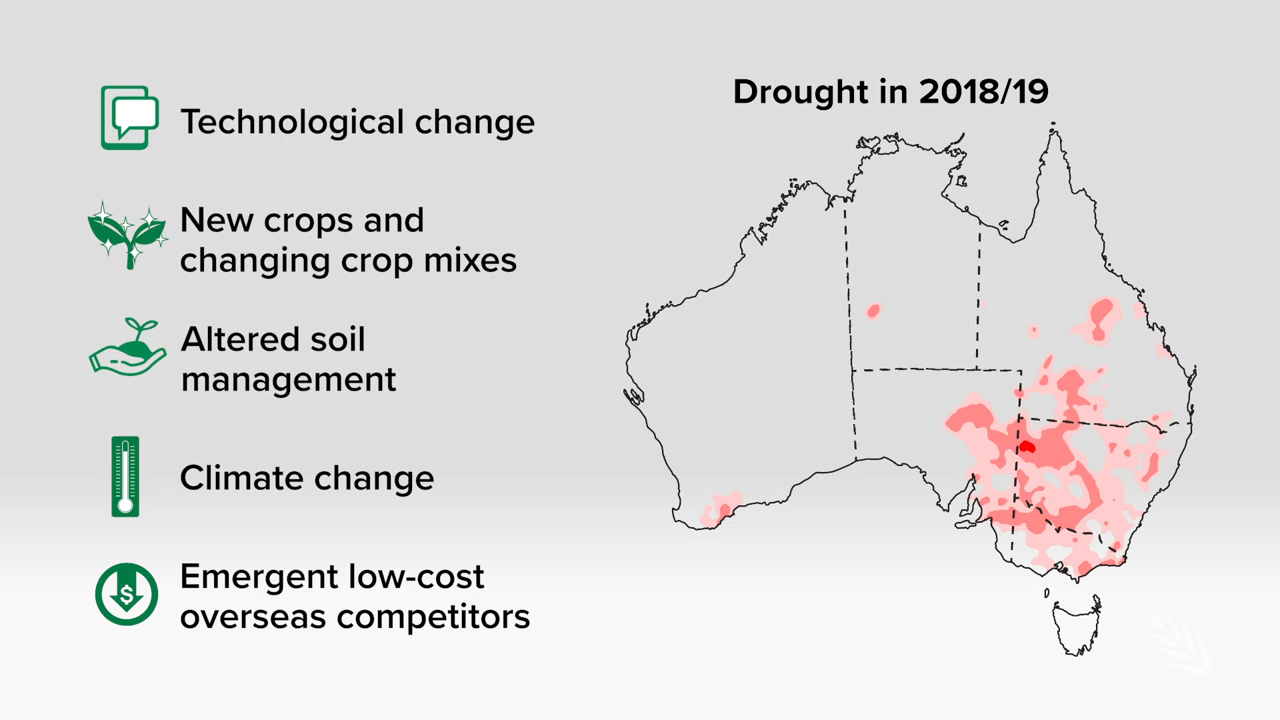 Technological change
New crops and
changing crop mixes
Altered soil
management
Climate change
$
Emergent low-cost
overseas competitors
Drought in 2018/19